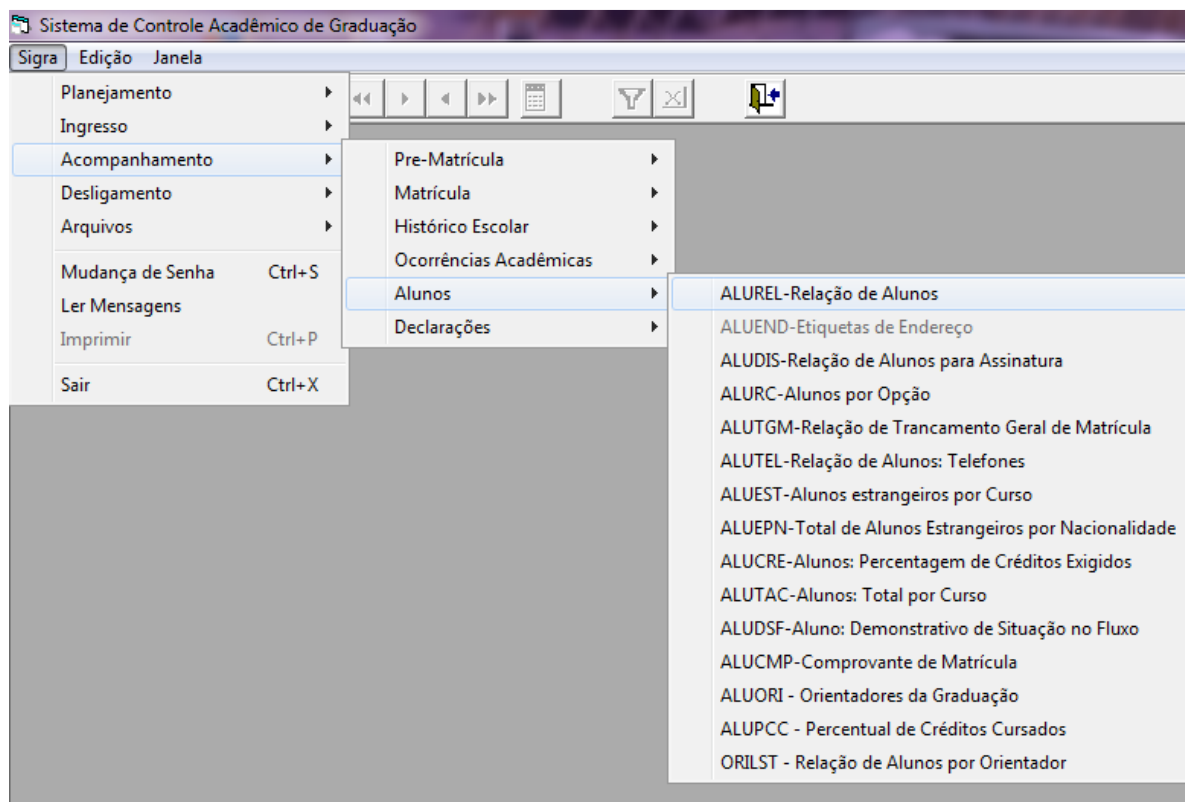 Sistema de Controle Acadêmico de Graduação
Sigra Edição Janela
Planejamento
Ingresso
Acompanhamento
Desligamento
Arquivos
Mudança de Senha Ctrl+S
Ler Mensagens
Imprimir Ctrl+P
Sair Ctrl+X
Pre-Matrícula
Matrícula
Histórico Escolar
Ocorrências Acadêmicas
Alunos
Declarações
ALUREL-Relação de Alunos
ALUEND-Etiquetas de Endereço
ALUDIS-Relação de Alunos para Assinatura
ALURC-Alunos por Opção
ALUTGM-Relação de Trancamento Geral de Matrícula
ALUTEL-Relação de Alunos: Telefones
ALUEST-Alunos estrangeiros por Curso
ALUEPN-Total de Alunos Estrangeiros por Nacionalidade
ALUCRE-Alunos: Percentagem de Créditos Exigidos
ALUTAC-Alunos: Total por Curso
ALUDSF-Aluno: Demonstrativo de Situação no Fluxo
ALUCMP-Comprovante de Matrícula
ALUORI - Orientadores da Graduação
ALUPCC - Percentual de Créditos Cursados
ORILST - Relação de Alunos por Orientador